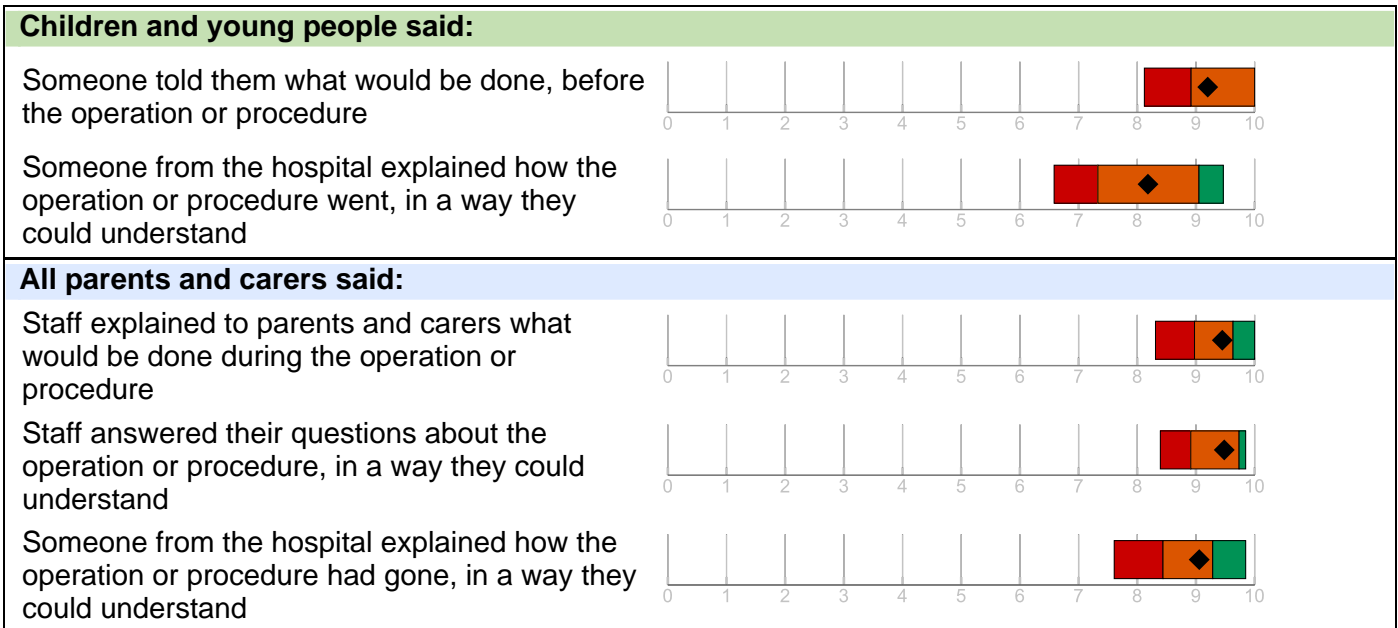 Children and young people said:
Someone told them what would be done, before
the operation or procedure
0 1 2 3 4 5 6 7 8 9 10
Someone from the hospital explained how the
operation or procedure went, in a way they
could understand
0 1 2 3 4 5 6 7 8 9 10
All parents and carers said:
Staff explained to parents and carers what
would be done during the operation or
procedure
0 1 2 3 4 5 6 7 8 9 10
Staff answered their questions about the
operation or procedure, in a way they could
understand
0 1 2 3 4 5 6 7 8 9 10
Someone from the hospital explained how the
operation or procedure had gone, in a way they
could understand
0 1 2 3 4 5 6 7 8 9 10